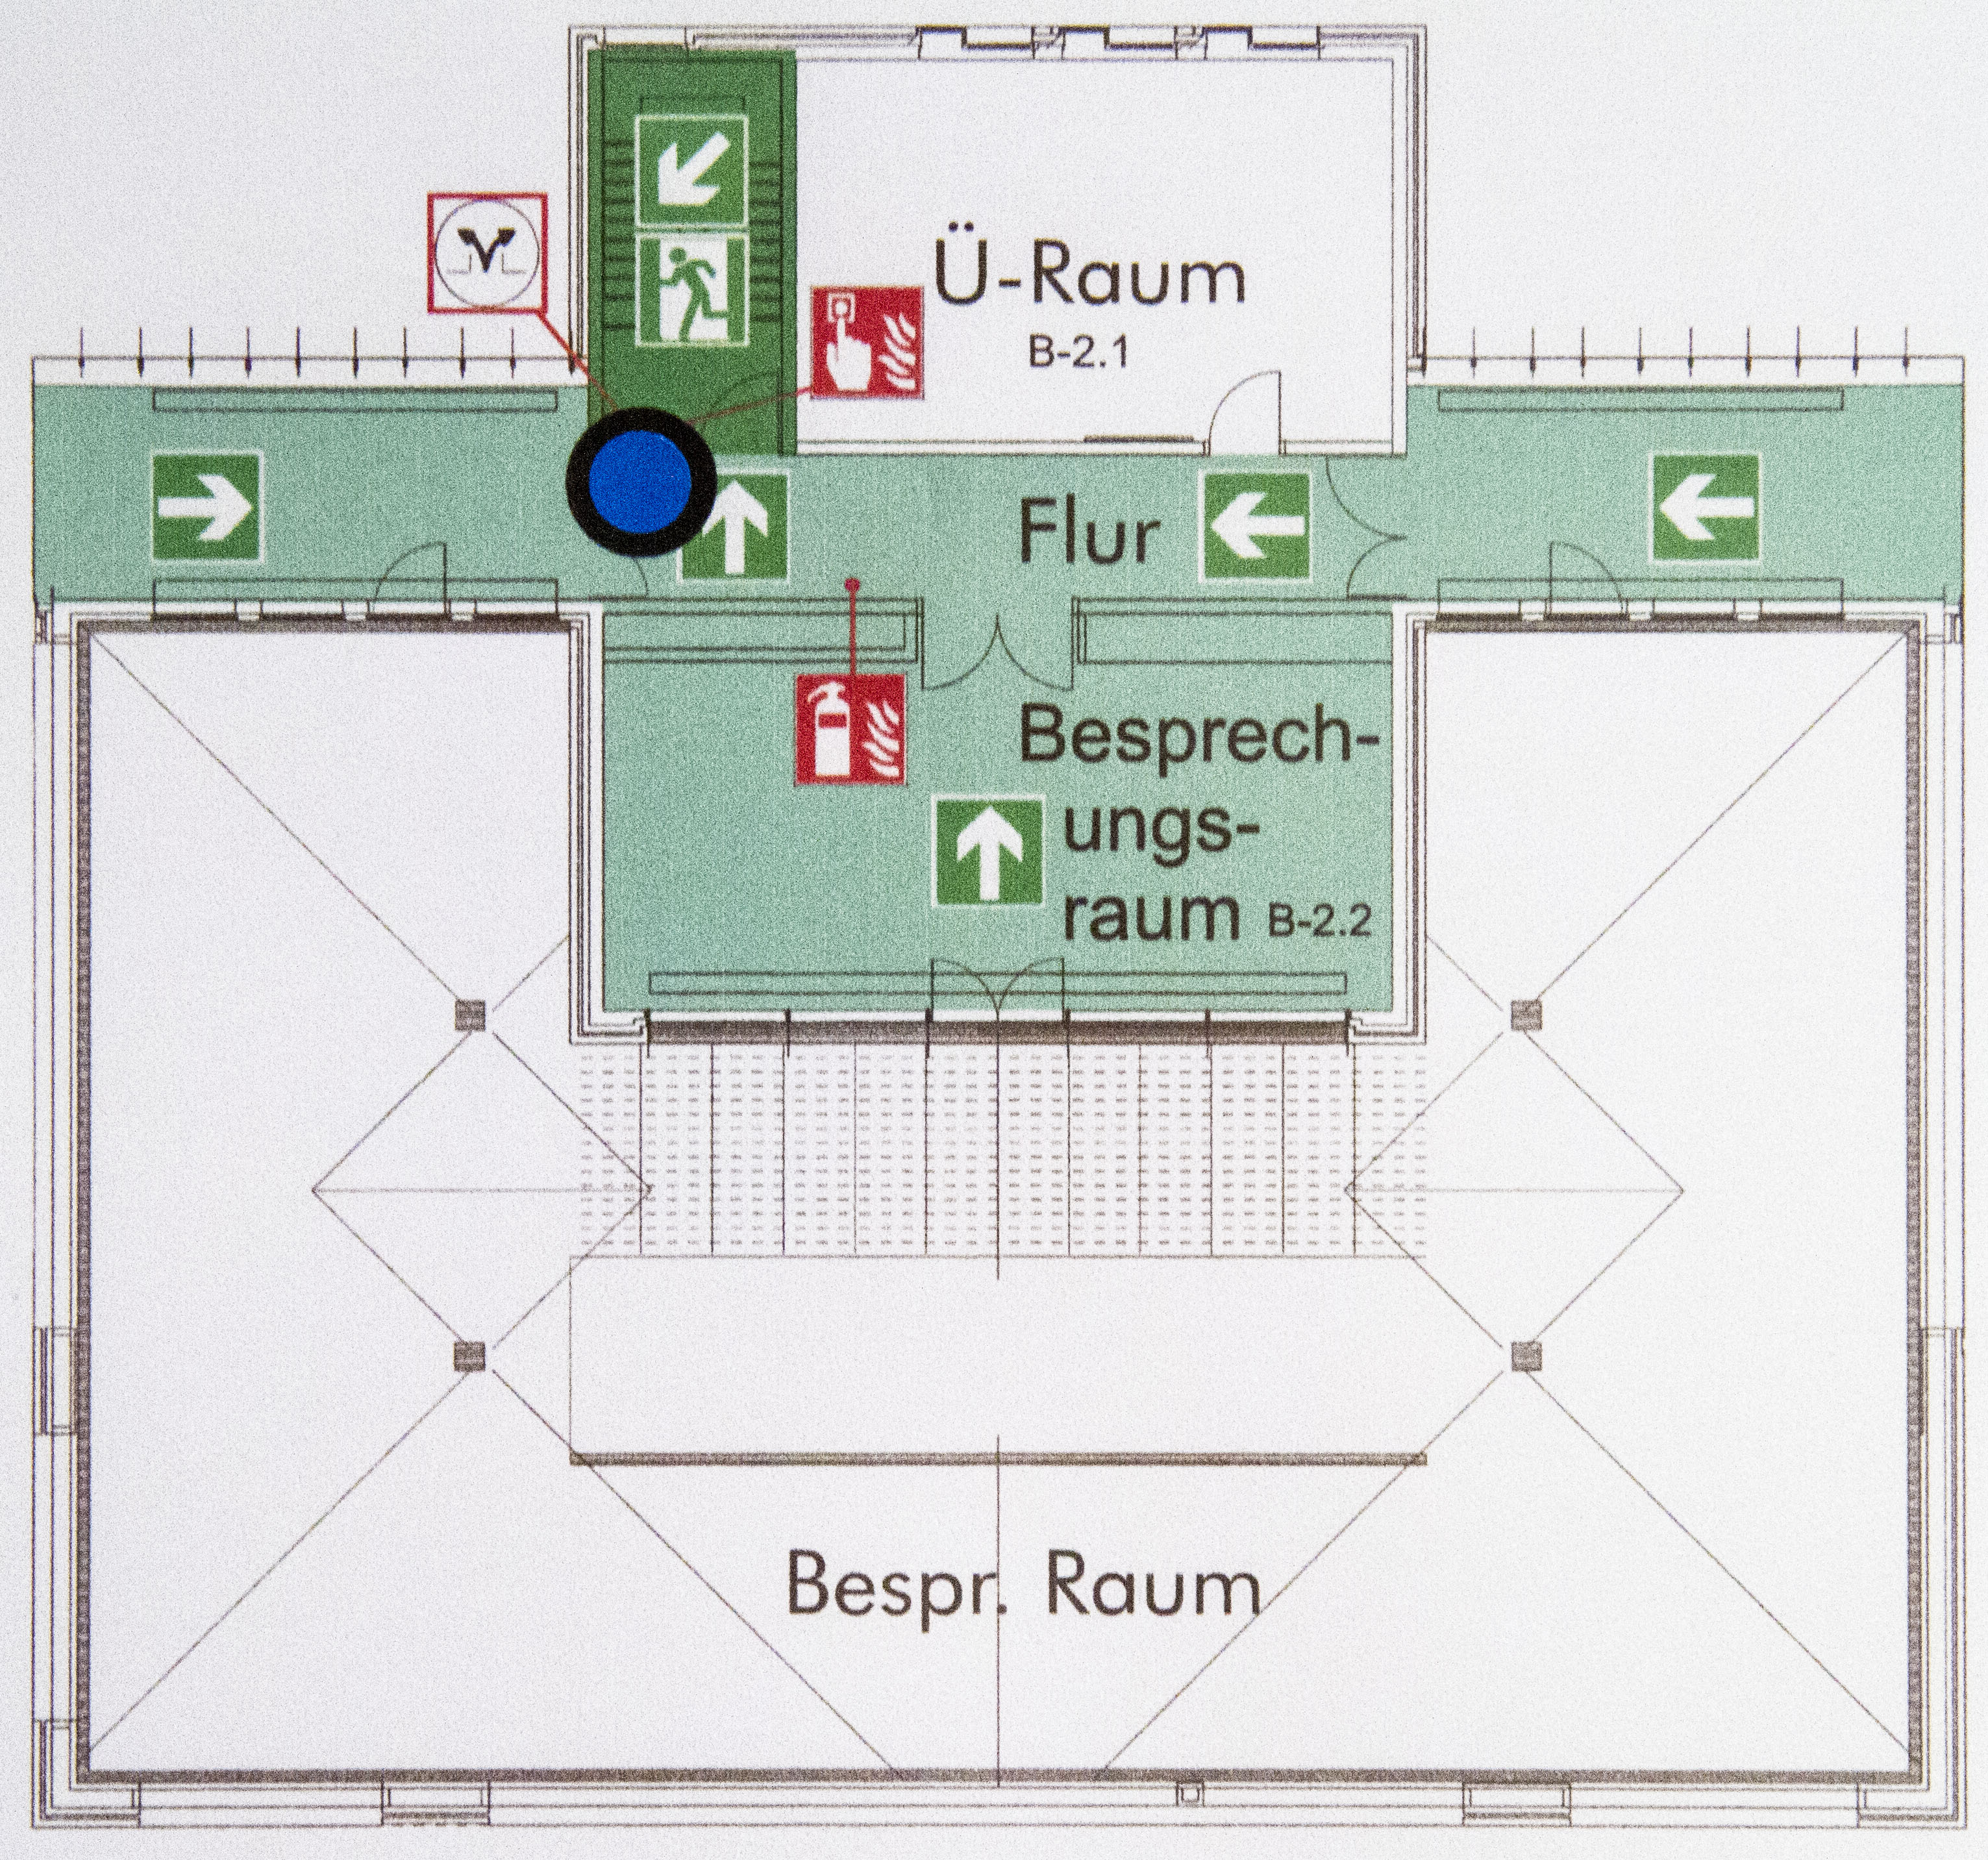 Ü-Raum
B-2.1
Flur
Besprech-
ungs-
raum B-2.2
Bespr. Raum